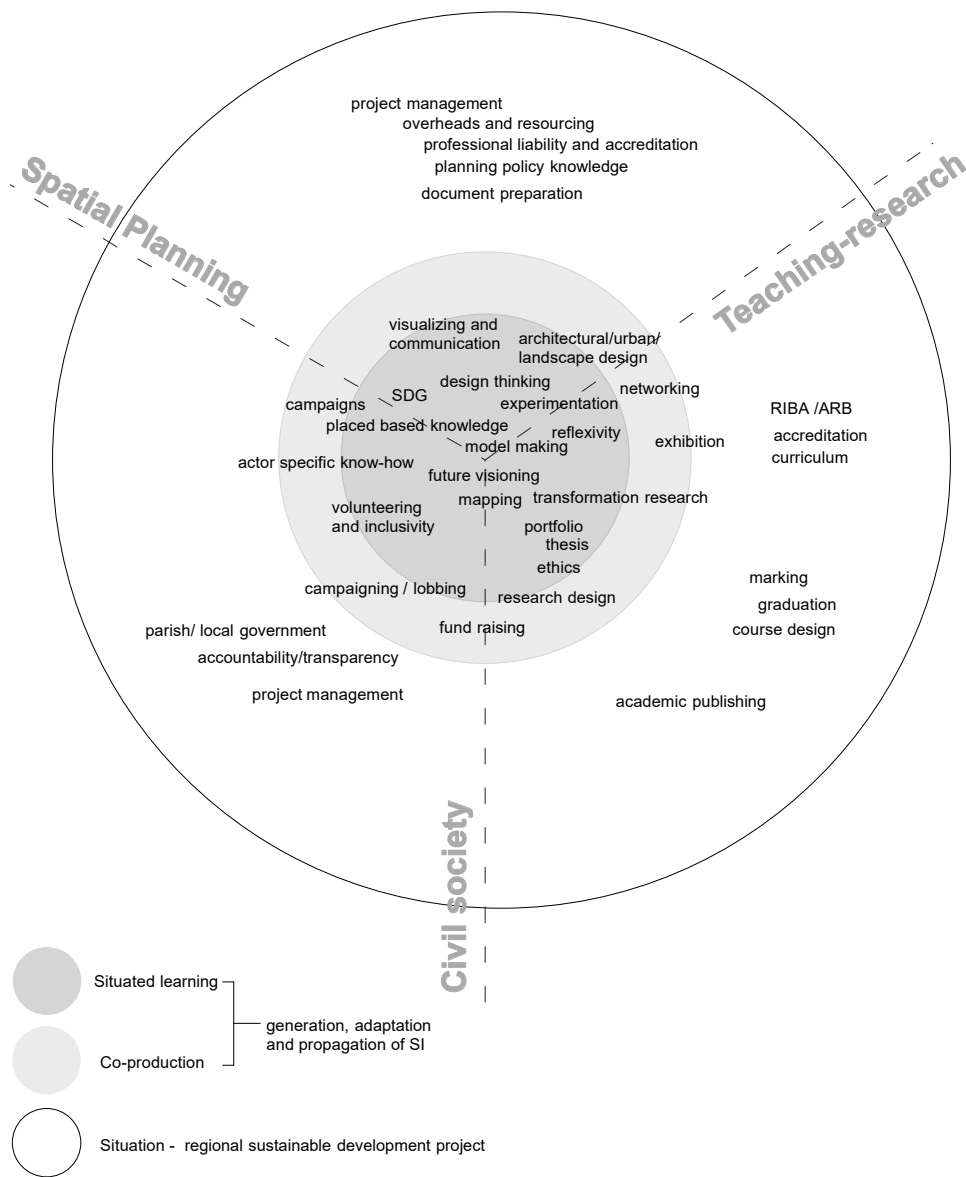 project management
overheads and resourcing
professional liability and accreditation
planning policy knowledge
document preparation
Spatial Planning
Teaching-research
visualizing and
communication
architectural/urban/
landscape design
design thinking
networking
SDG
experimentation
campaigns
RIBA /ARB
placed based knowledge
reflexivity
accreditation
exhibition
model making
curriculum
actor specific know-how
future visioning
mapping
transformation research
volunteering
and inclusivity
portfolio
thesis
ethics
marking
campaigning / lobbing
research design
graduation
fund raising
course design
parish/ local government
accountability/transparency
project management
academic publishing
Civil society
Situated learning
generation, adaptation
and propagation of SI
Co-production
Situation - regional sustainable development project